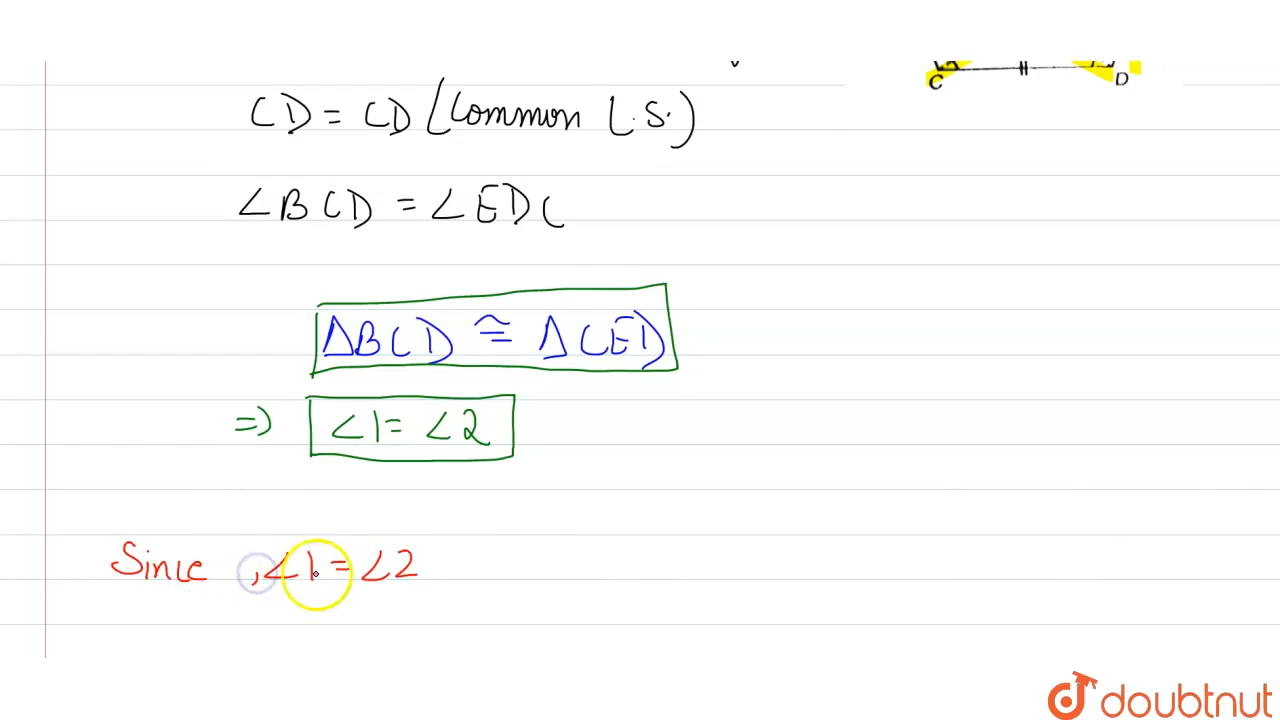 C D
CD = CD (Common L.S.)
∠BCD = ∠EDC
ΔBCD ≅ ΔCED
=> ∠1 = ∠2
Since , ∠1 = ∠2
doubtnut